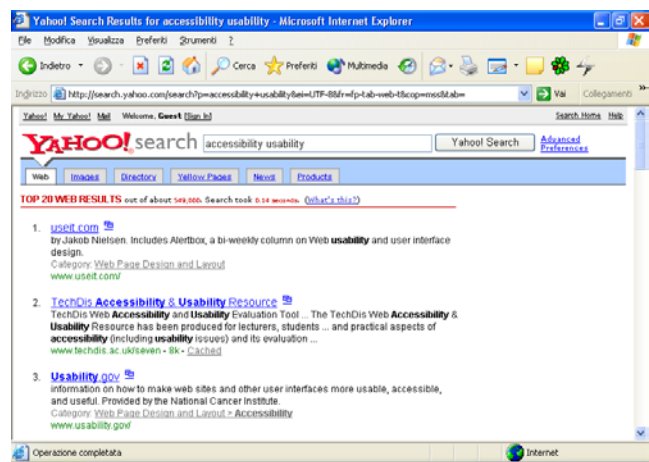 Yahoo! Search Results for accessibility usability - Microsoft Internet Explorer
File Modifica Visualizza Preferiti Strumenti ?
Indietro Cerca Preferiti Multimedia
Indirizzo http://search.yahoo.com/search?p=accessibility+usability&ei=UTF-8&fr=fp-tab-web-t&cop=mss&tab= Vai Collegamenti »
Yahoo! My Yahoo! Mail Welcome, Guest [Sign In] Search Home Help
YAHOO! search accessibility usability Yahoo! Search Advanced
Preferences
Web Images Directory Yellow Pages News Products
TOP 20 WEB RESULTS out of about 549,000. Search took 0.14 seconds. (What's this?)
1. useit.com
by Jakob Nielsen. Includes Alertbox, a bi-weekly column on Web usability and user interface
design.
Category: Web Page Design and Layout
www.useit.com/
2. TechDis Accessibility & Usability Resource
TechDis Web Accessibility and Usability Evaluation Tool ... The TechDis Web Accessibility &
Usability Resource has been produced for lecturers, students ... and practical aspects of
accessibility (including usability issues) and its evaluation ...
www.techdis.ac.uk/seven - 8k - Cached
3. Usability.gov
information on how to make web sites and other user interfaces more usable, accessible,
and useful. Provided by the National Cancer Institute.
Category: Web Page Design and Layout > Accessibility
www.usability.gov/
Operazione completata Internet